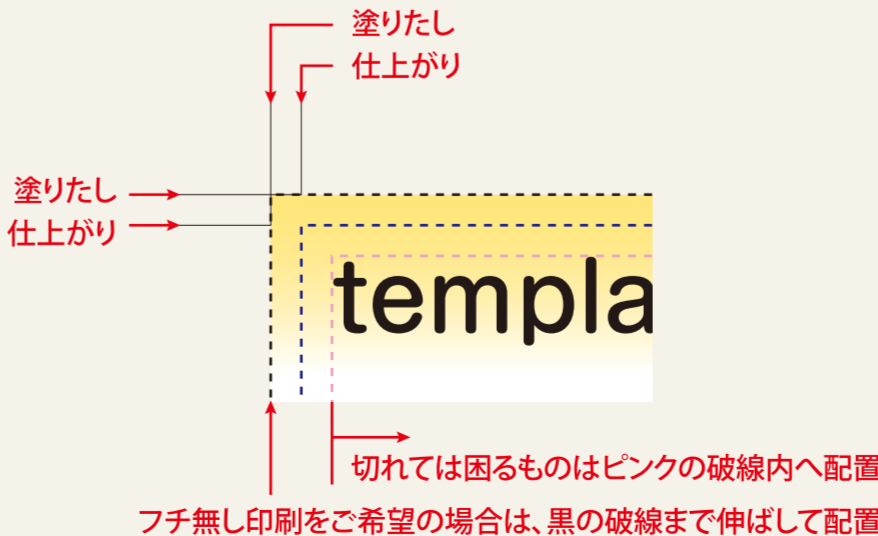 塗りたし
仕上がり
塗りたし
仕上がり
templa
切れては困るものはピンクの破線内へ配置
フチ無し印刷をご希望の場合は、黒の破線まで伸ばして配置